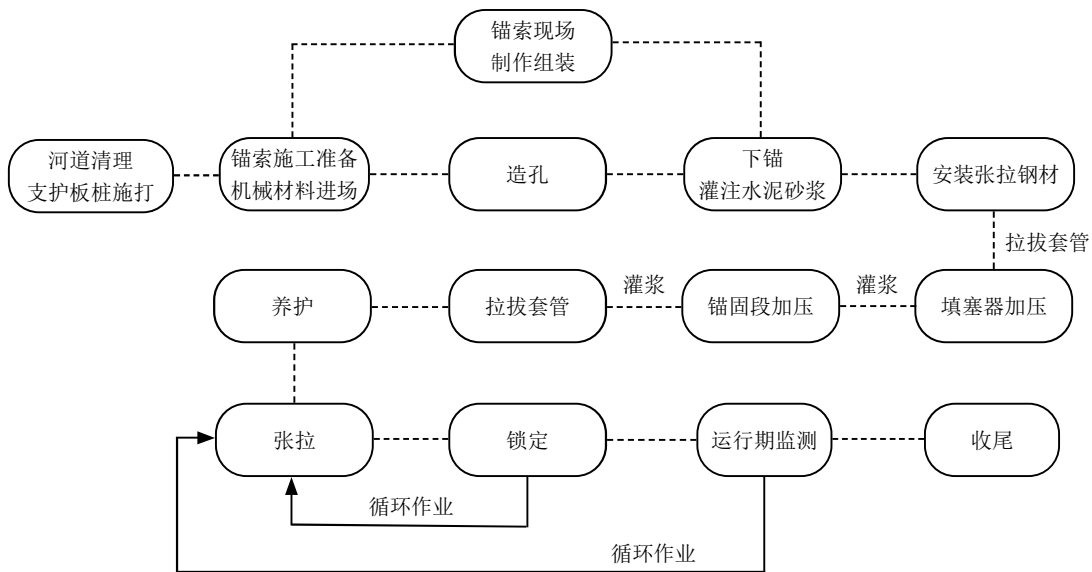 锚索现场
制作组装
河道清理
支护板桩施打
锚索施工准备
机械材料进场
造孔
下锚
灌注水泥砂浆
安装张拉钢材
拉拔套管
养护
拉拔套管
灌浆
锚固段加压
灌浆
填塞器加压
张拉
锁定
运行期监测
收尾
循环作业
循环作业